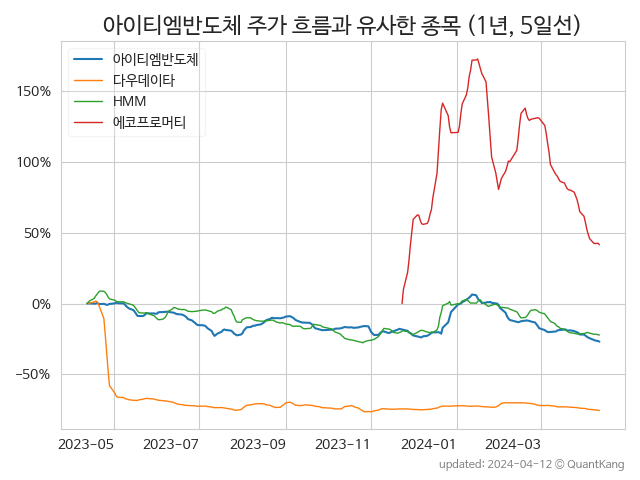 아이티엠반도체 주가 흐름과 유사한 종목 (1년, 5일선)
아이티엠반도체
다우데이타
HMM
에코프로머티
150%
100%
50%
0%
−50%
2023-05 2023-07 2023-09 2023-11 2024-01 2024-03
updated: 2024-04-12 © QuantKang